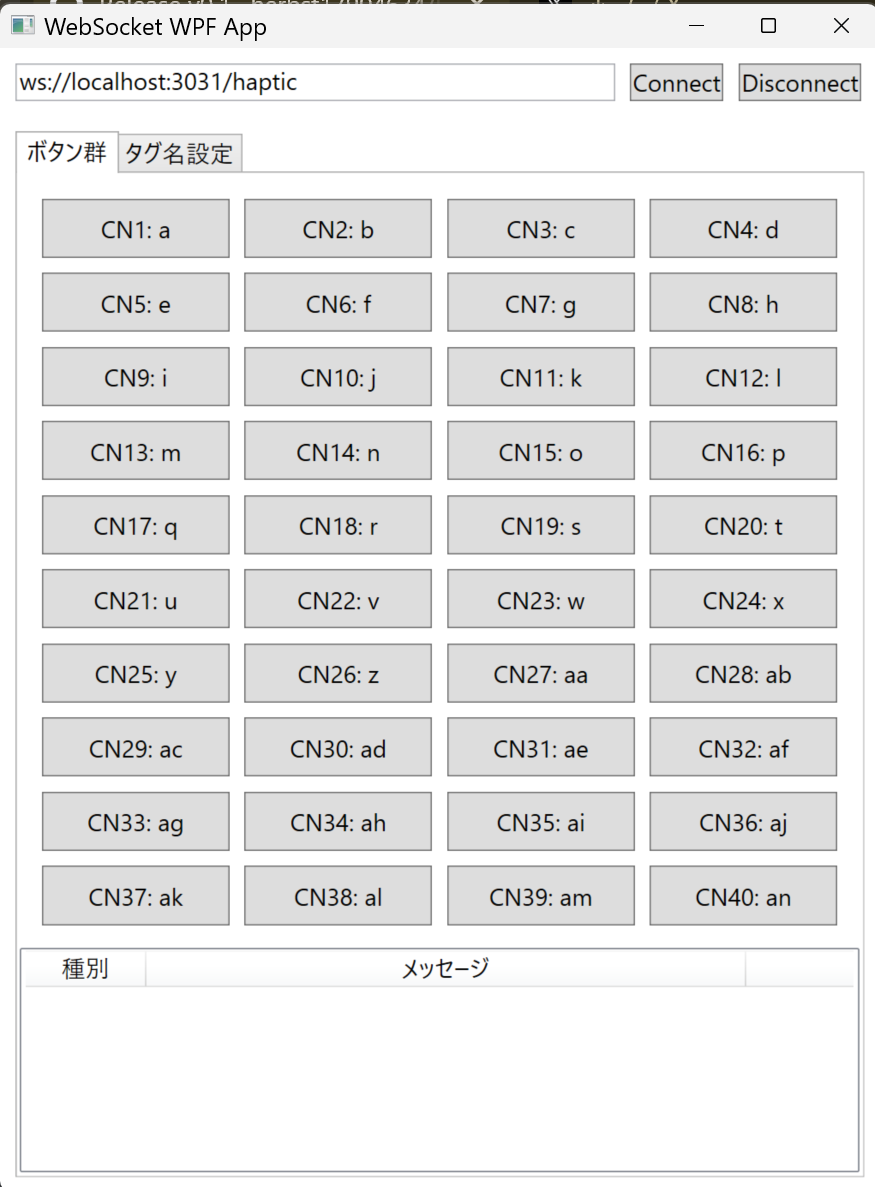 WebSocket WPF App
ws://localhost:3031/haptic Connect Disconnect
ボタン群 タグ名設定
CN1: a CN2: b CN3: c CN4: d
CN5: e CN6: f CN7: g CN8: h
CN9: i CN10: j CN11: k CN12: l
CN13: m CN14: n CN15: o CN16: p
CN17: q CN18: r CN19: s CN20: t
CN21: u CN22: v CN23: w CN24: x
CN25: y CN26: z CN27: aa CN28: ab
CN29: ac CN30: ad CN31: ae CN32: af
CN33: ag CN34: ah CN35: ai CN36: aj
CN37: ak CN38: al CN39: am CN40: an
種別 メッセージ